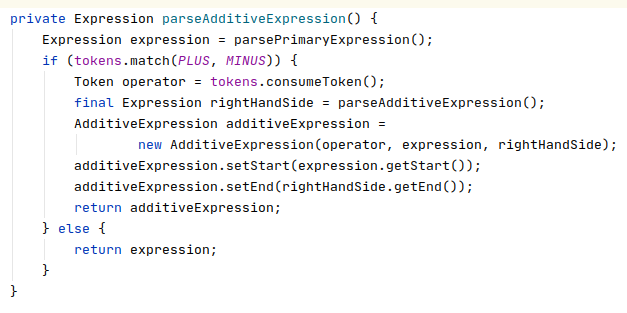 private Expression parseAdditiveExpression() {
    Expression expression = parsePrimaryExpression();
    if (tokens.match(PLUS, MINUS)) {
        Token operator = tokens.consumeToken();
        final Expression rightHandSide = parseAdditiveExpression();
        AdditiveExpression additiveExpression =
                new AdditiveExpression(operator, expression, rightHandSide);
        additiveExpression.setStart(expression.getStart());
        additiveExpression.setEnd(rightHandSide.getEnd());
        return additiveExpression;
    } else {
        return expression;
    }
}